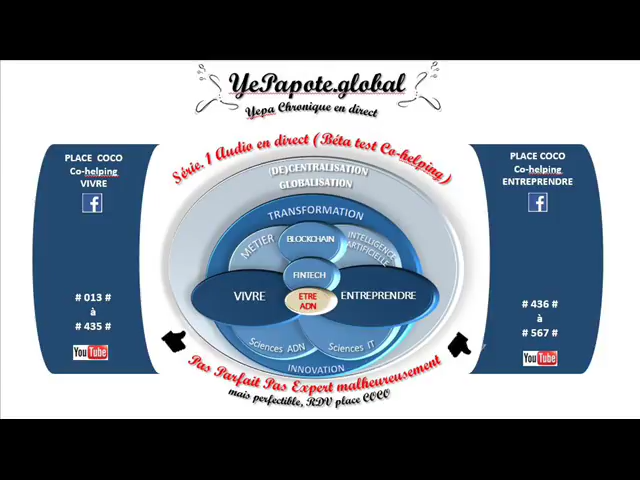 YePapote.global
Yepa Chronique en direct
Série. 1 Audio en direct ( Béta test Co-helping)
PLACE COCO
Co-helping
VIVRE
# 013 #
à
# 435 #
YouTube
(DE)CENTRALISATION
GLOBALISATION
TRANSFORMATION
METIER
BLOCKCHAIN
INTELLIGENCE
ARTIFICIELLE
FINTECH
VIVRE
ETRE
ADN
ENTREPRENDRE
Sciences ADN
Sciences IT
INNOVATION
Pas Parfait Pas Expert malheureusement
mais perfectible, RDV place COCO
PLACE COCO
Co-helping
ENTREPRENDRE
# 436 #
à
# 567 #
YouTube